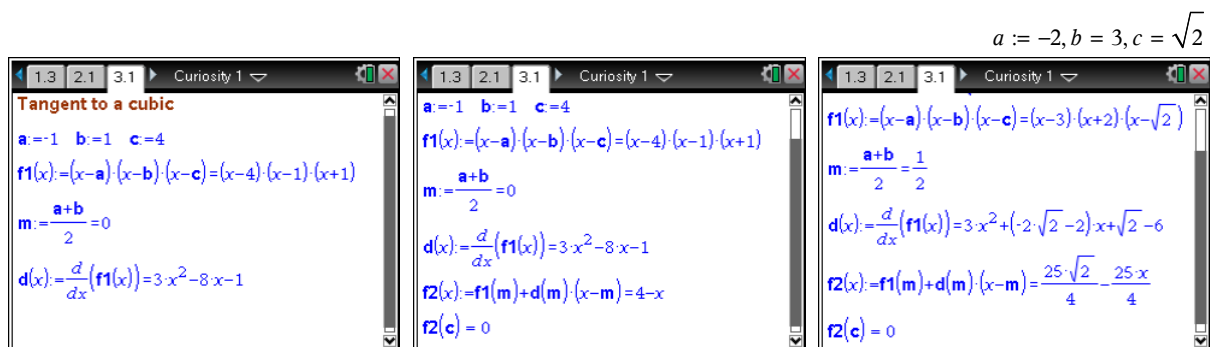 a := −2, b = 3, c = √2
1.3 2.1 3.1 Curiosity 1
Tangent to a cubic
a:=-1 b:=1 c:=4
f1(x):=(x-a)·(x-b)·(x-c)=(x-4)·(x-1)·(x+1)
m:=(a+b)/2=0
d(x):=d/dx(f1(x))=3·x²-8·x-1
1.3 2.1 3.1 Curiosity 1
a:=-1 b:=1 c:=4
f1(x):=(x-a)·(x-b)·(x-c)=(x-4)·(x-1)·(x+1)
m:=(a+b)/2=0
d(x):=d/dx(f1(x))=3·x²-8·x-1
f2(x):=f1(m)+d(m)·(x-m)=4-x
f2(c) = 0
1.3 2.1 3.1 Curiosity 1
f1(x):=(x-a)·(x-b)·(x-c)=(x-3)·(x+2)·(x-√2)
m:=(a+b)/2=1/2
d(x):=d/dx(f1(x))=3·x²+(-2·√2-2)·x+√2-6
f2(x):=f1(m)+d(m)·(x-m)=25·√2/4-25·x/4
f2(c) = 0